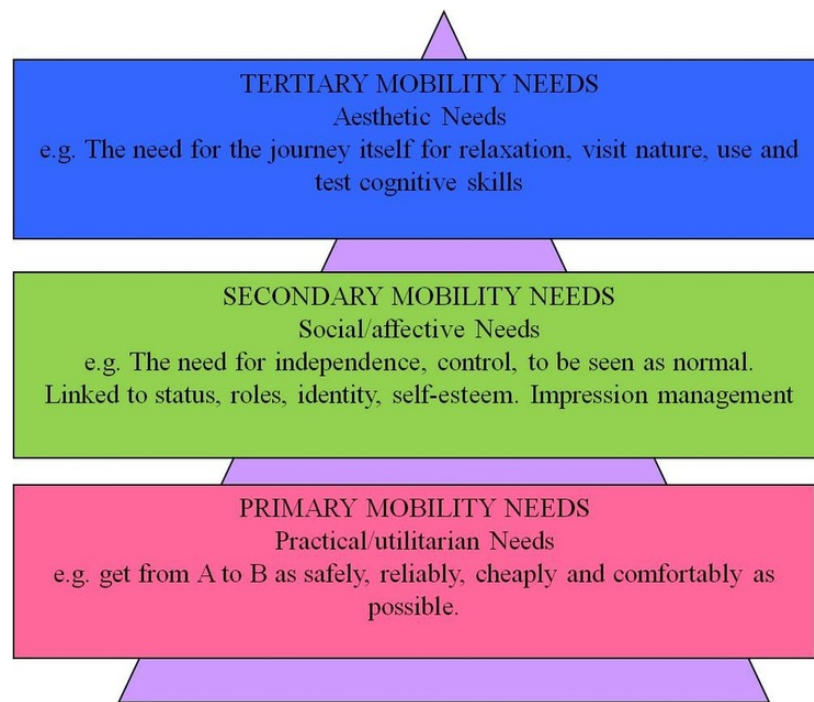 TERTIARY MOBILITY NEEDS
Aesthetic Needs
e.g. The need for the journey itself for relaxation, visit nature, use and
test cognitive skills
SECONDARY MOBILITY NEEDS
Social/affective Needs
e.g. The need for independence, control, to be seen as normal.
Linked to status, roles, identity, self-esteem. Impression management
PRIMARY MOBILITY NEEDS
Practical/utilitarian Needs
e.g. get from A to B as safely, reliably, cheaply and comfortably as
possible.